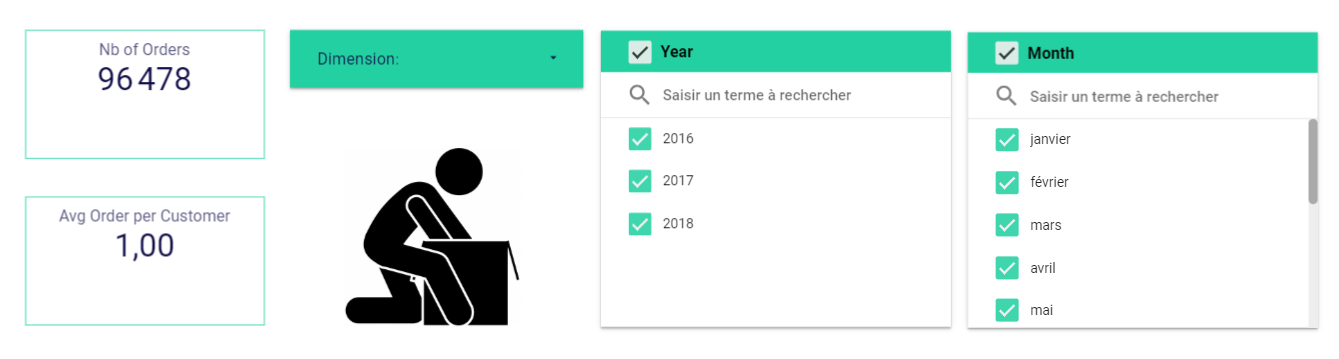 Nb of Orders
96 478
Avg Order per Customer
1,00
Dimension:
Year
Saisir un terme à rechercher
2016
2017
2018
Month
Saisir un terme à rechercher
janvier
février
mars
avril
mai